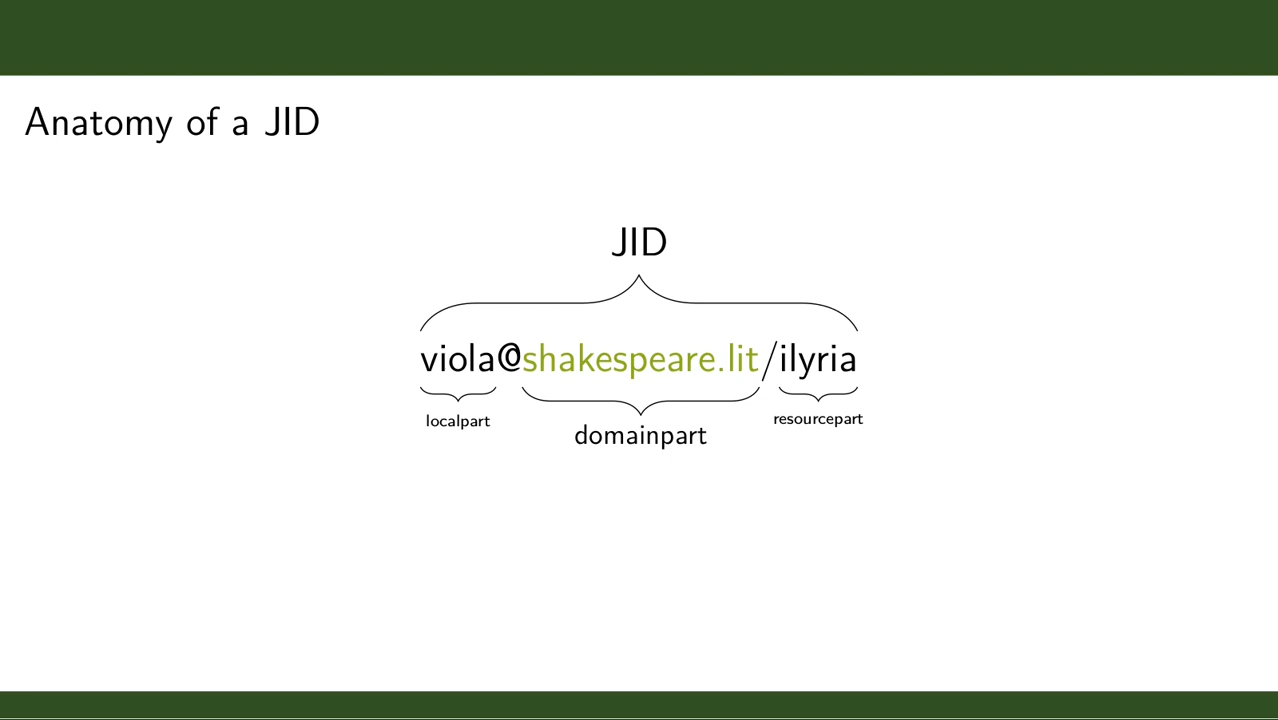 Anatomy of a JID
JID
viola@shakespeare.lit/ilyria
localpart
domainpart
resourcepart